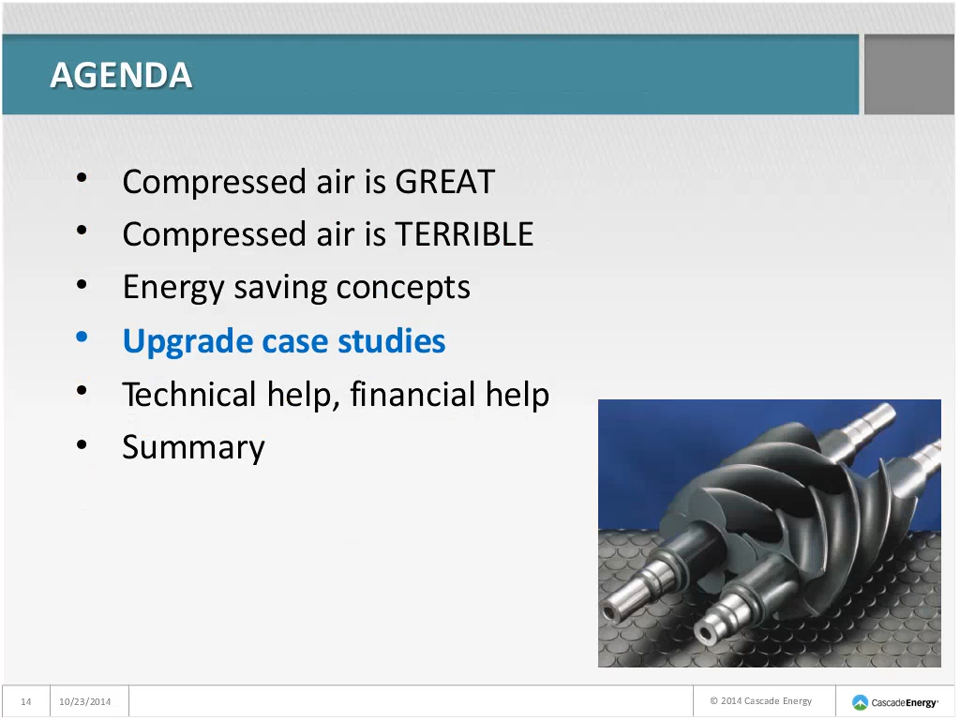 AGENDA
• Compressed air is GREAT
• Compressed air is TERRIBLE
• Energy saving concepts
• Upgrade case studies
• Technical help, financial help
• Summary
14 10/23/2014 © 2014 Cascade Energy CascadeEnergy